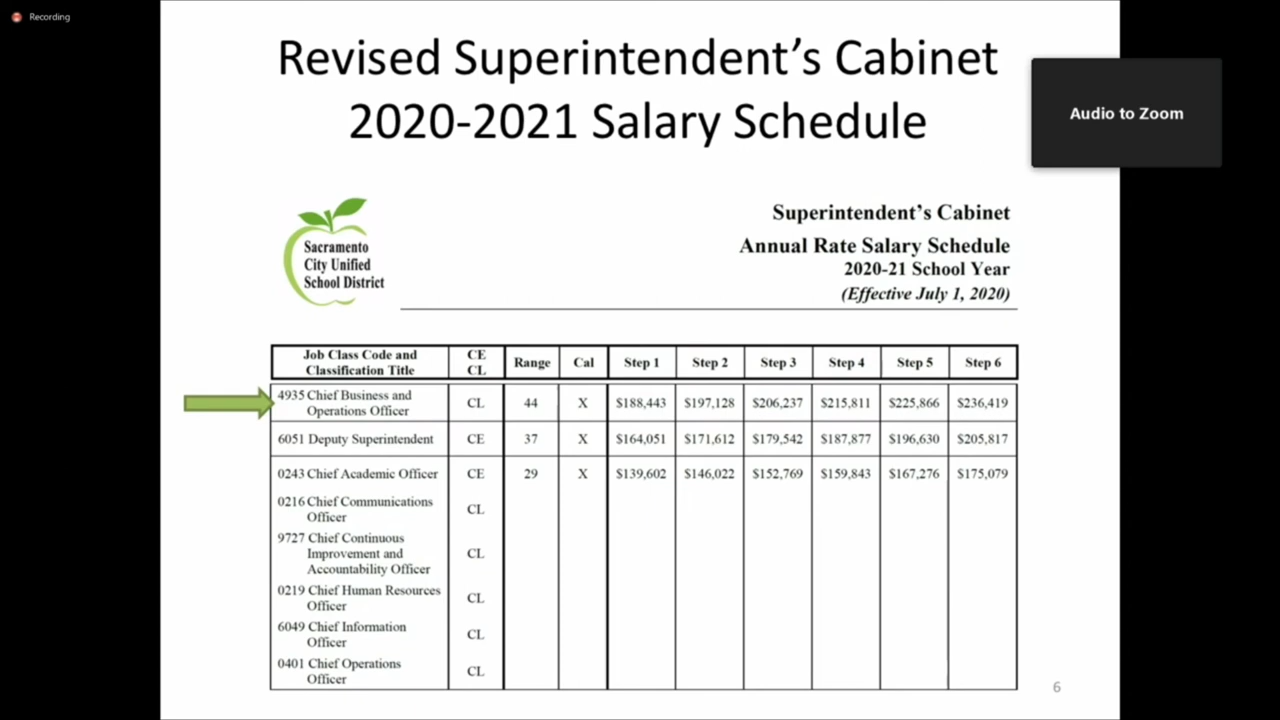 Recording
Revised Superintendent's Cabinet
2020-2021 Salary Schedule
Audio to Zoom
Sacramento
City Unified
School District
Superintendent's Cabinet
Annual Rate Salary Schedule
2020-21 School Year
(Effective July 1, 2020)
Job Class Code and
Classification Title
CE
CL
Range
Cal
Step 1
Step 2
Step 3
Step 4
Step 5
Step 6
4935 Chief Business and
Operations Officer
CL
44
X
$188,443
$197,128
$206,237
$215,811
$225,866
$236,419
6051 Deputy Superintendent
CE
37
X
$164,051
$171,612
$179,542
$187,877
$196,630
$205,817
0243 Chief Academic Officer
CE
29
X
$139,602
$146,022
$152,769
$159,843
$167,276
$175,079
0216 Chief Communications
Officer
CL
9727 Chief Continuous
Improvement and
Accountability Officer
CL
0219 Chief Human Resources
Officer
CL
6049 Chief Information
Officer
CL
0401 Chief Operations
Officer
CL
6